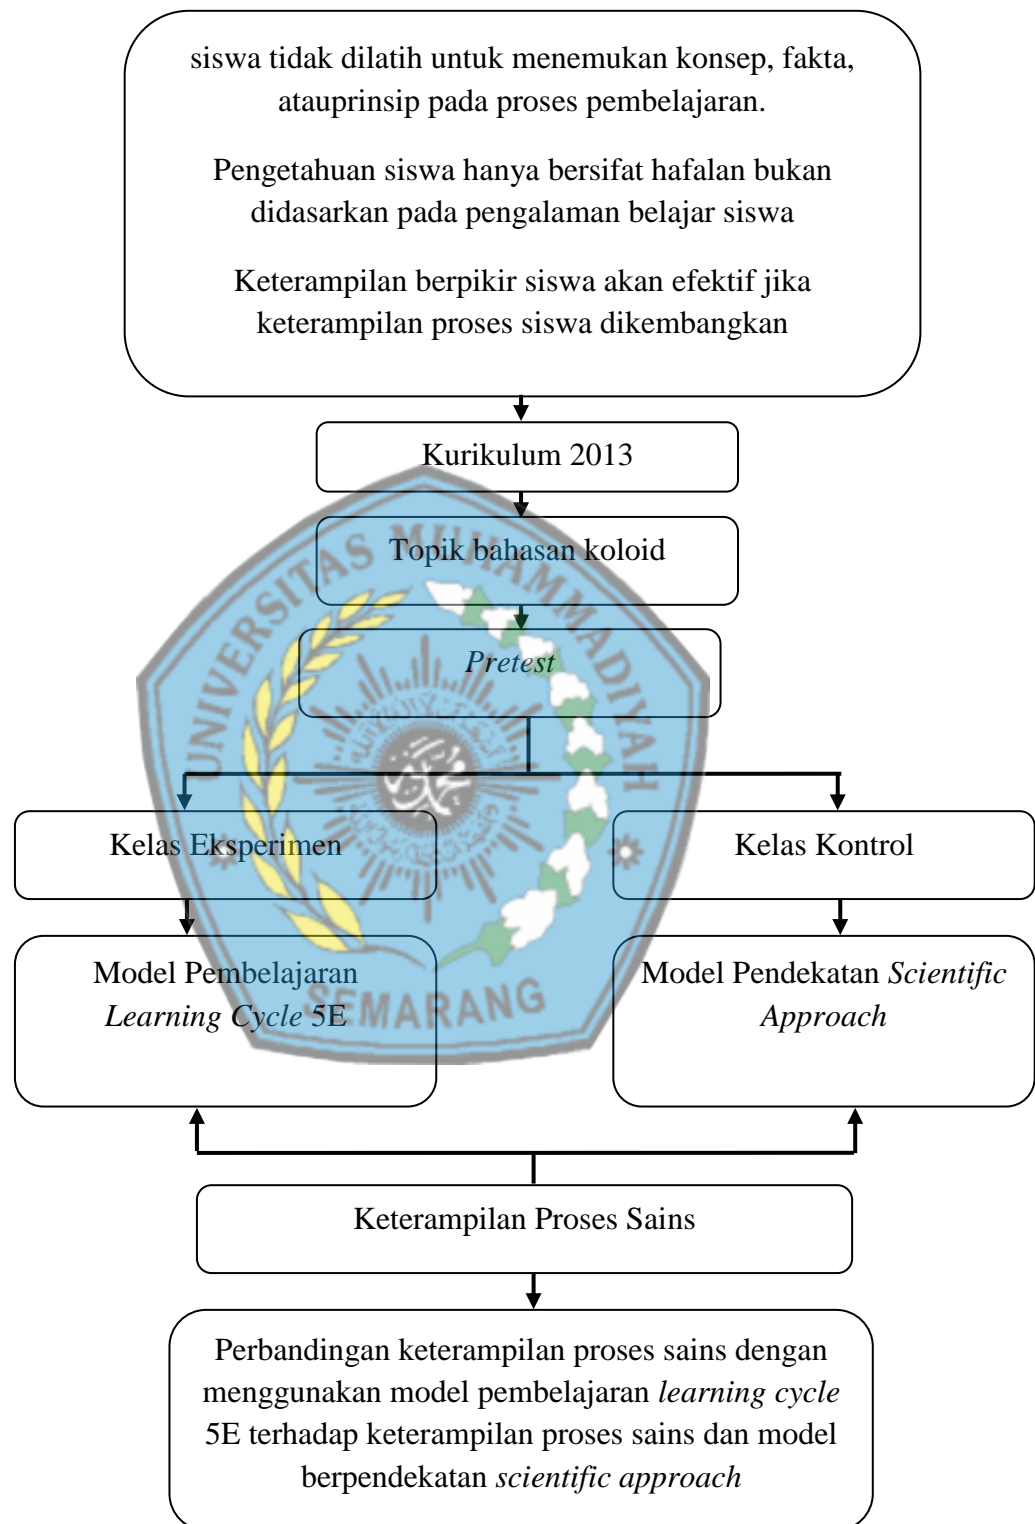 siswa tidak dilatih untuk menemukan konsep, fakta,
atauprinsip pada proses pembelajaran.
Pengetahuan siswa hanya bersifat hafalan bukan
didasarkan pada pengalaman belajar siswa
Keterampilan berpikir siswa akan efektif jika
keterampilan proses siswa dikembangkan
Kurikulum 2013
Topik bahasan koloid
Pretest
UNIVERSITAS MUHAMMADIYAH
Kelas Eksperimen
Kelas Kontrol
Model Pembelajaran
Learning Cycle 5E
Model Pendekatan Scientific
Approach
SEMARANG
Keterampilan Proses Sains
Perbandingan keterampilan proses sains dengan
menggunakan model pembelajaran learning cycle
5E terhadap keterampilan proses sains dan model
berpendekatan scientific approach